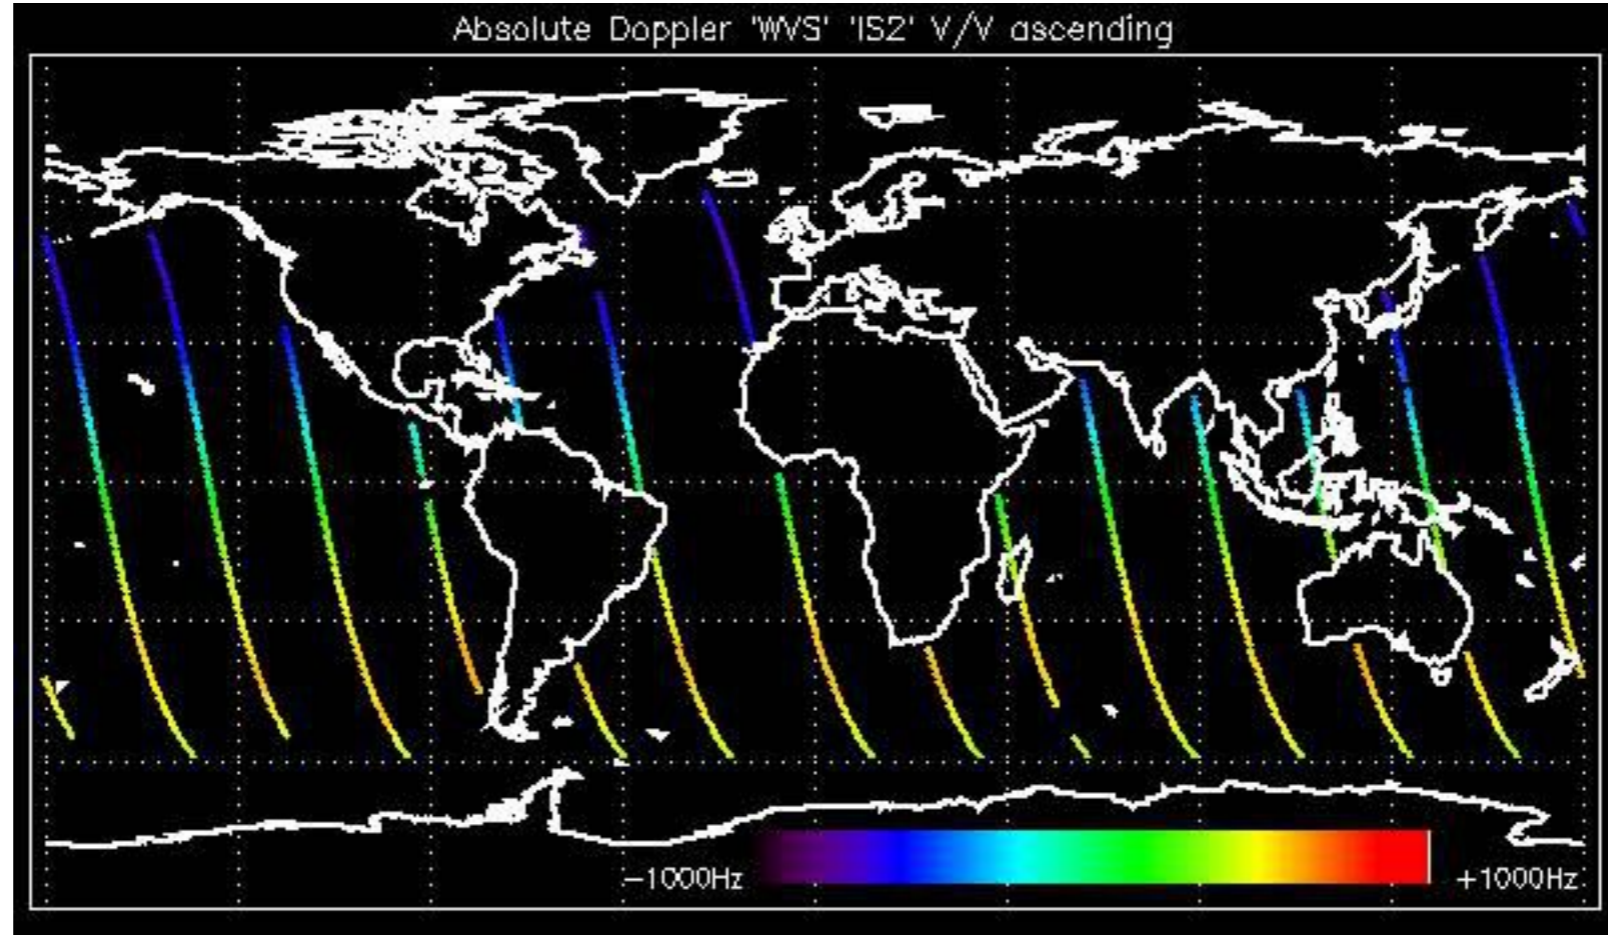 Absolute Doppler 'WVS' 'IS2' V/V ascending
-1000Hz
+1000Hz